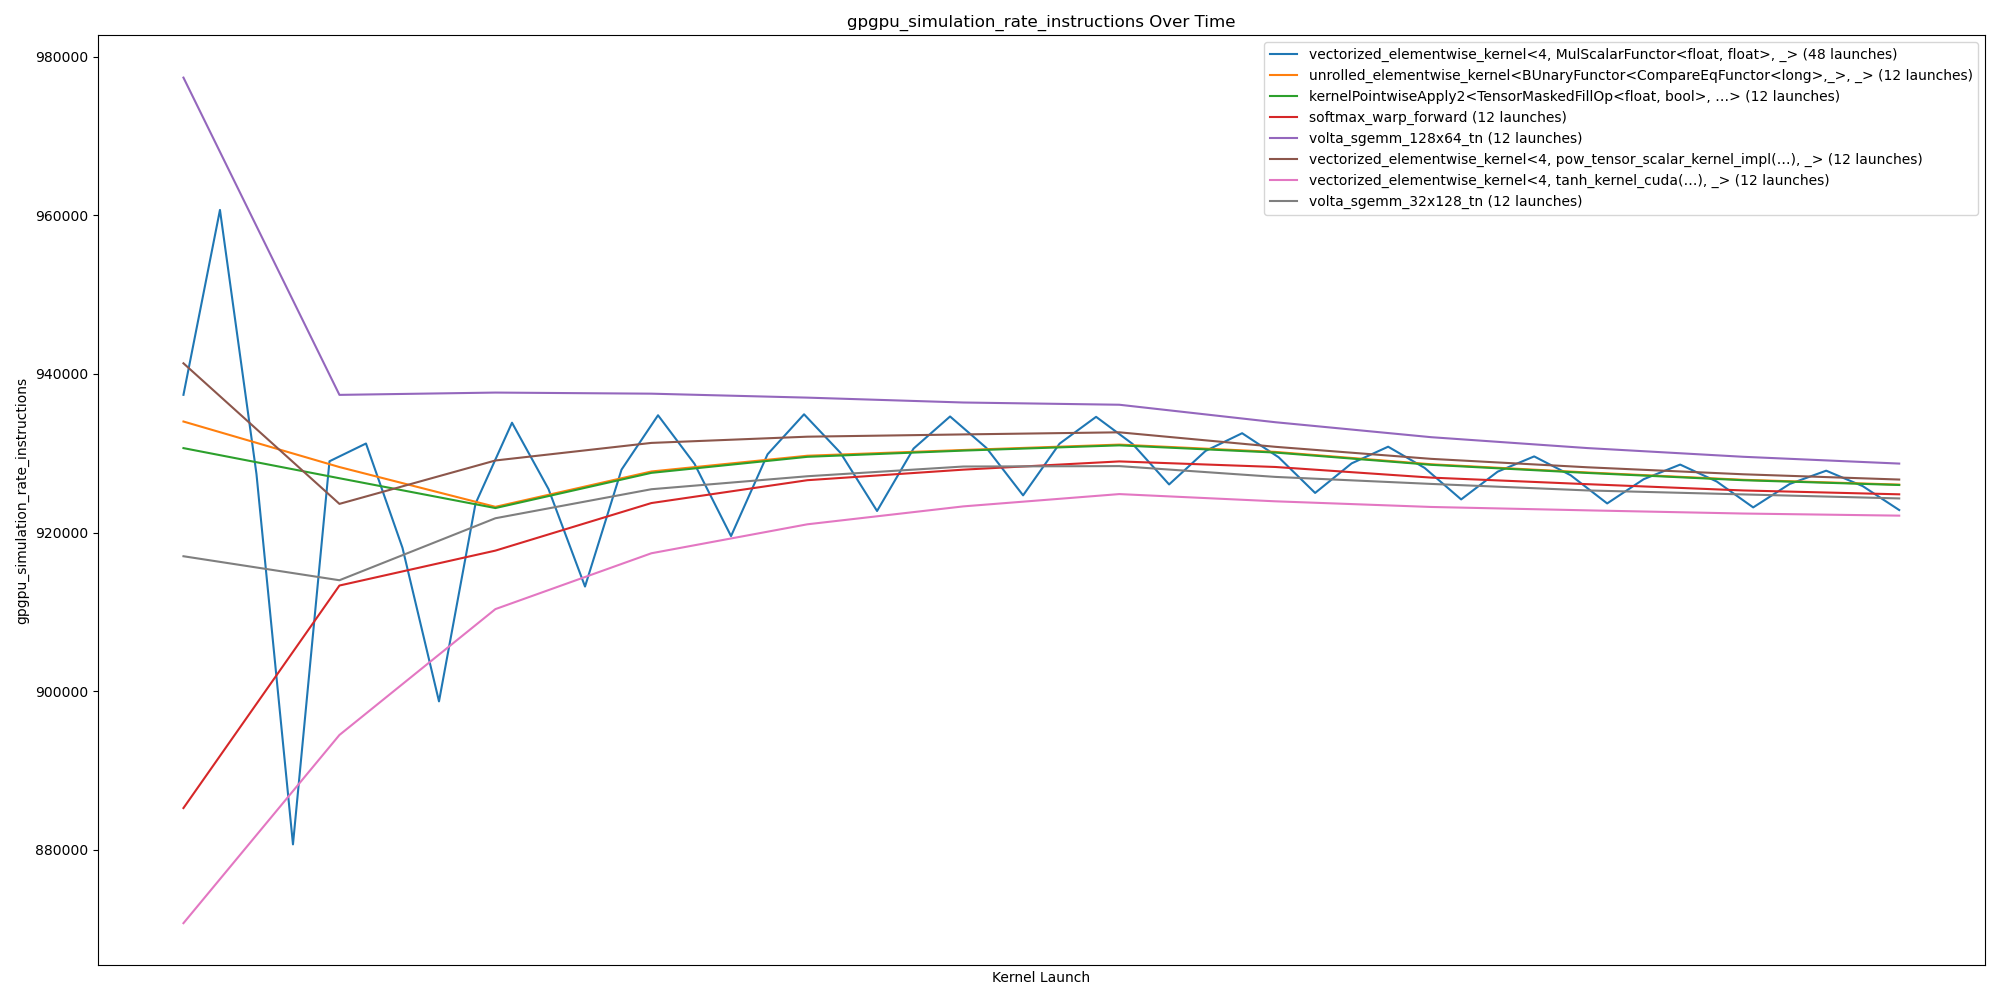 gpgpu_simulation_rate_instructions Over Time
980000
960000
940000
920000
900000
880000
gpgpu_simulation_rate_instructions
Kernel Launch
vectorized_elementwise_kernel<4, MulScalarFunctor<float, float>, _> (48 launches)
unrolled_elementwise_kernel<BUnaryFunctor<CompareEqFunctor<long>,_>, _> (12 launches)
kernelPointwiseApply2<TensorMaskedFillOp<float, bool>, ...> (12 launches)
softmax_warp_forward (12 launches)
volta_sgemm_128x64_tn (12 launches)
vectorized_elementwise_kernel<4, pow_tensor_scalar_kernel_impl(...), _> (12 launches)
vectorized_elementwise_kernel<4, tanh_kernel_cuda(...), _> (12 launches)
volta_sgemm_32x128_tn (12 launches)